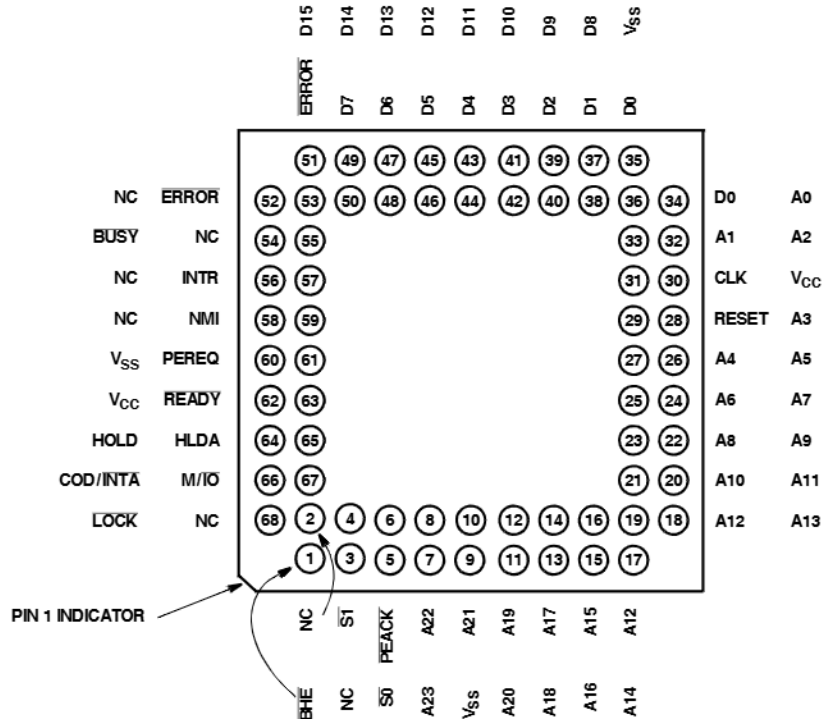 D15 D14 D13 D12 D11 D10 D9 D8 VSS
ERROR D7 D6 D5 D4 D3 D2 D1 D0
51 49 47 45 43 41 39 37 35
NC ERROR 52 53 50 48 46 44 42 40 38 36 34 D0 A0
BUSY NC 54 55 33 32 A1 A2
NC INTR 56 57 31 30 CLK VCC
NC NMI 58 59 29 28 RESET A3
VSS PEREQ 60 61 27 26 A4 A5
VCC READY 62 63 25 24 A6 A7
HOLD HLDA 64 65 23 22 A8 A9
COD/INTA M/IO 66 67 21 20 A10 A11
LOCK NC 68 2 4 6 8 10 12 14 16 19 18 A12 A13
1 3 5 7 9 11 13 15 17
PIN 1 INDICATOR
NC S1 PEACK A22 A21 A19 A17 A15 A12
BHE NC S0 A23 VSS A20 A18 A16 A14